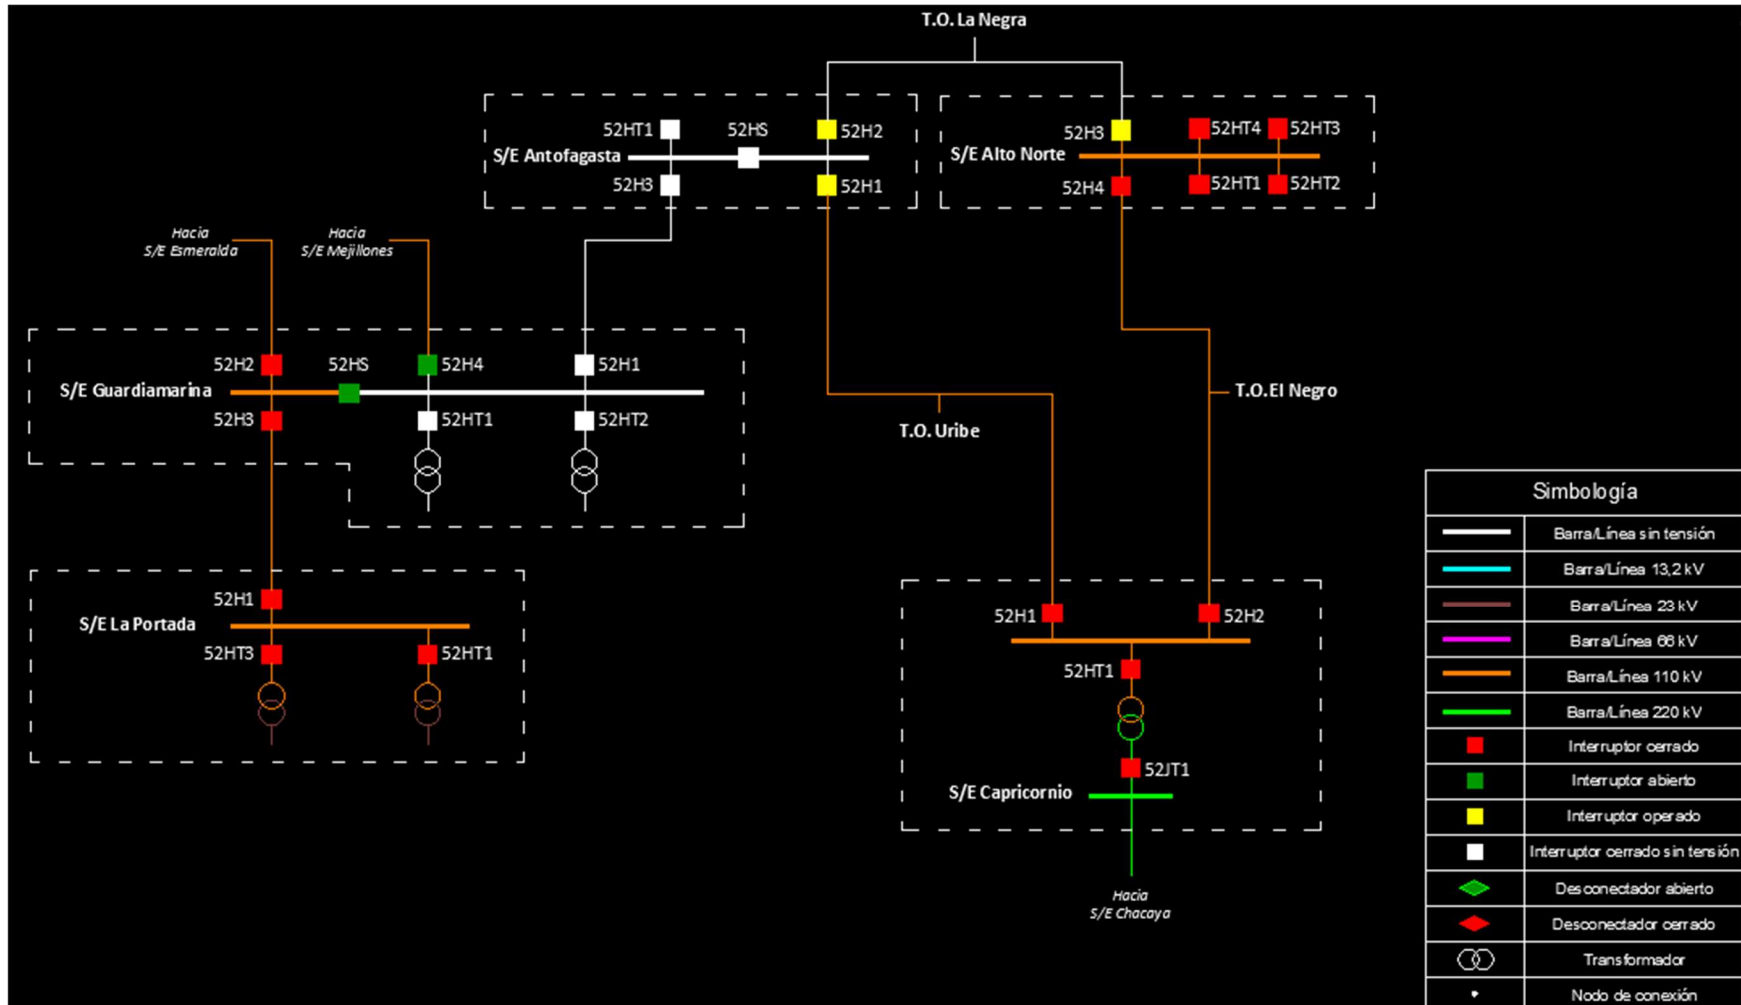 T.O. La Negra
52HT1
52HS
52H2
S/E Antofagasta
52H3
52H1
52H3
52HT4
52HT3
S/E Alto Norte
52H4
52HT1
52HT2
Hacia
S/E Esmeralda
Hacia
S/E Mejillones
52H2
52HS
52H4
52H1
S/E Guardiamarina
52H3
52HT1
52HT2
T.O. Uribe
T.O.El Negro
52H1
S/E La Portada
52HT3
52HT1
52H1
52H2
52HT1
52JT1
S/E Capricornio
Hacia
S/E Chacaya
Simbología
Barra/Línea sin tensión
Barra/Línea 13,2 kV
Barra/Línea 23 kV
Barra/Línea 66 kV
Barra/Línea 110 kV
Barra/Línea 220 kV
Interruptor cerrado
Interruptor abierto
Interruptor operado
Interruptor cerrado sin tensión
Desconectador abierto
Desconectador cerrado
Transformador
Nodo de conexión